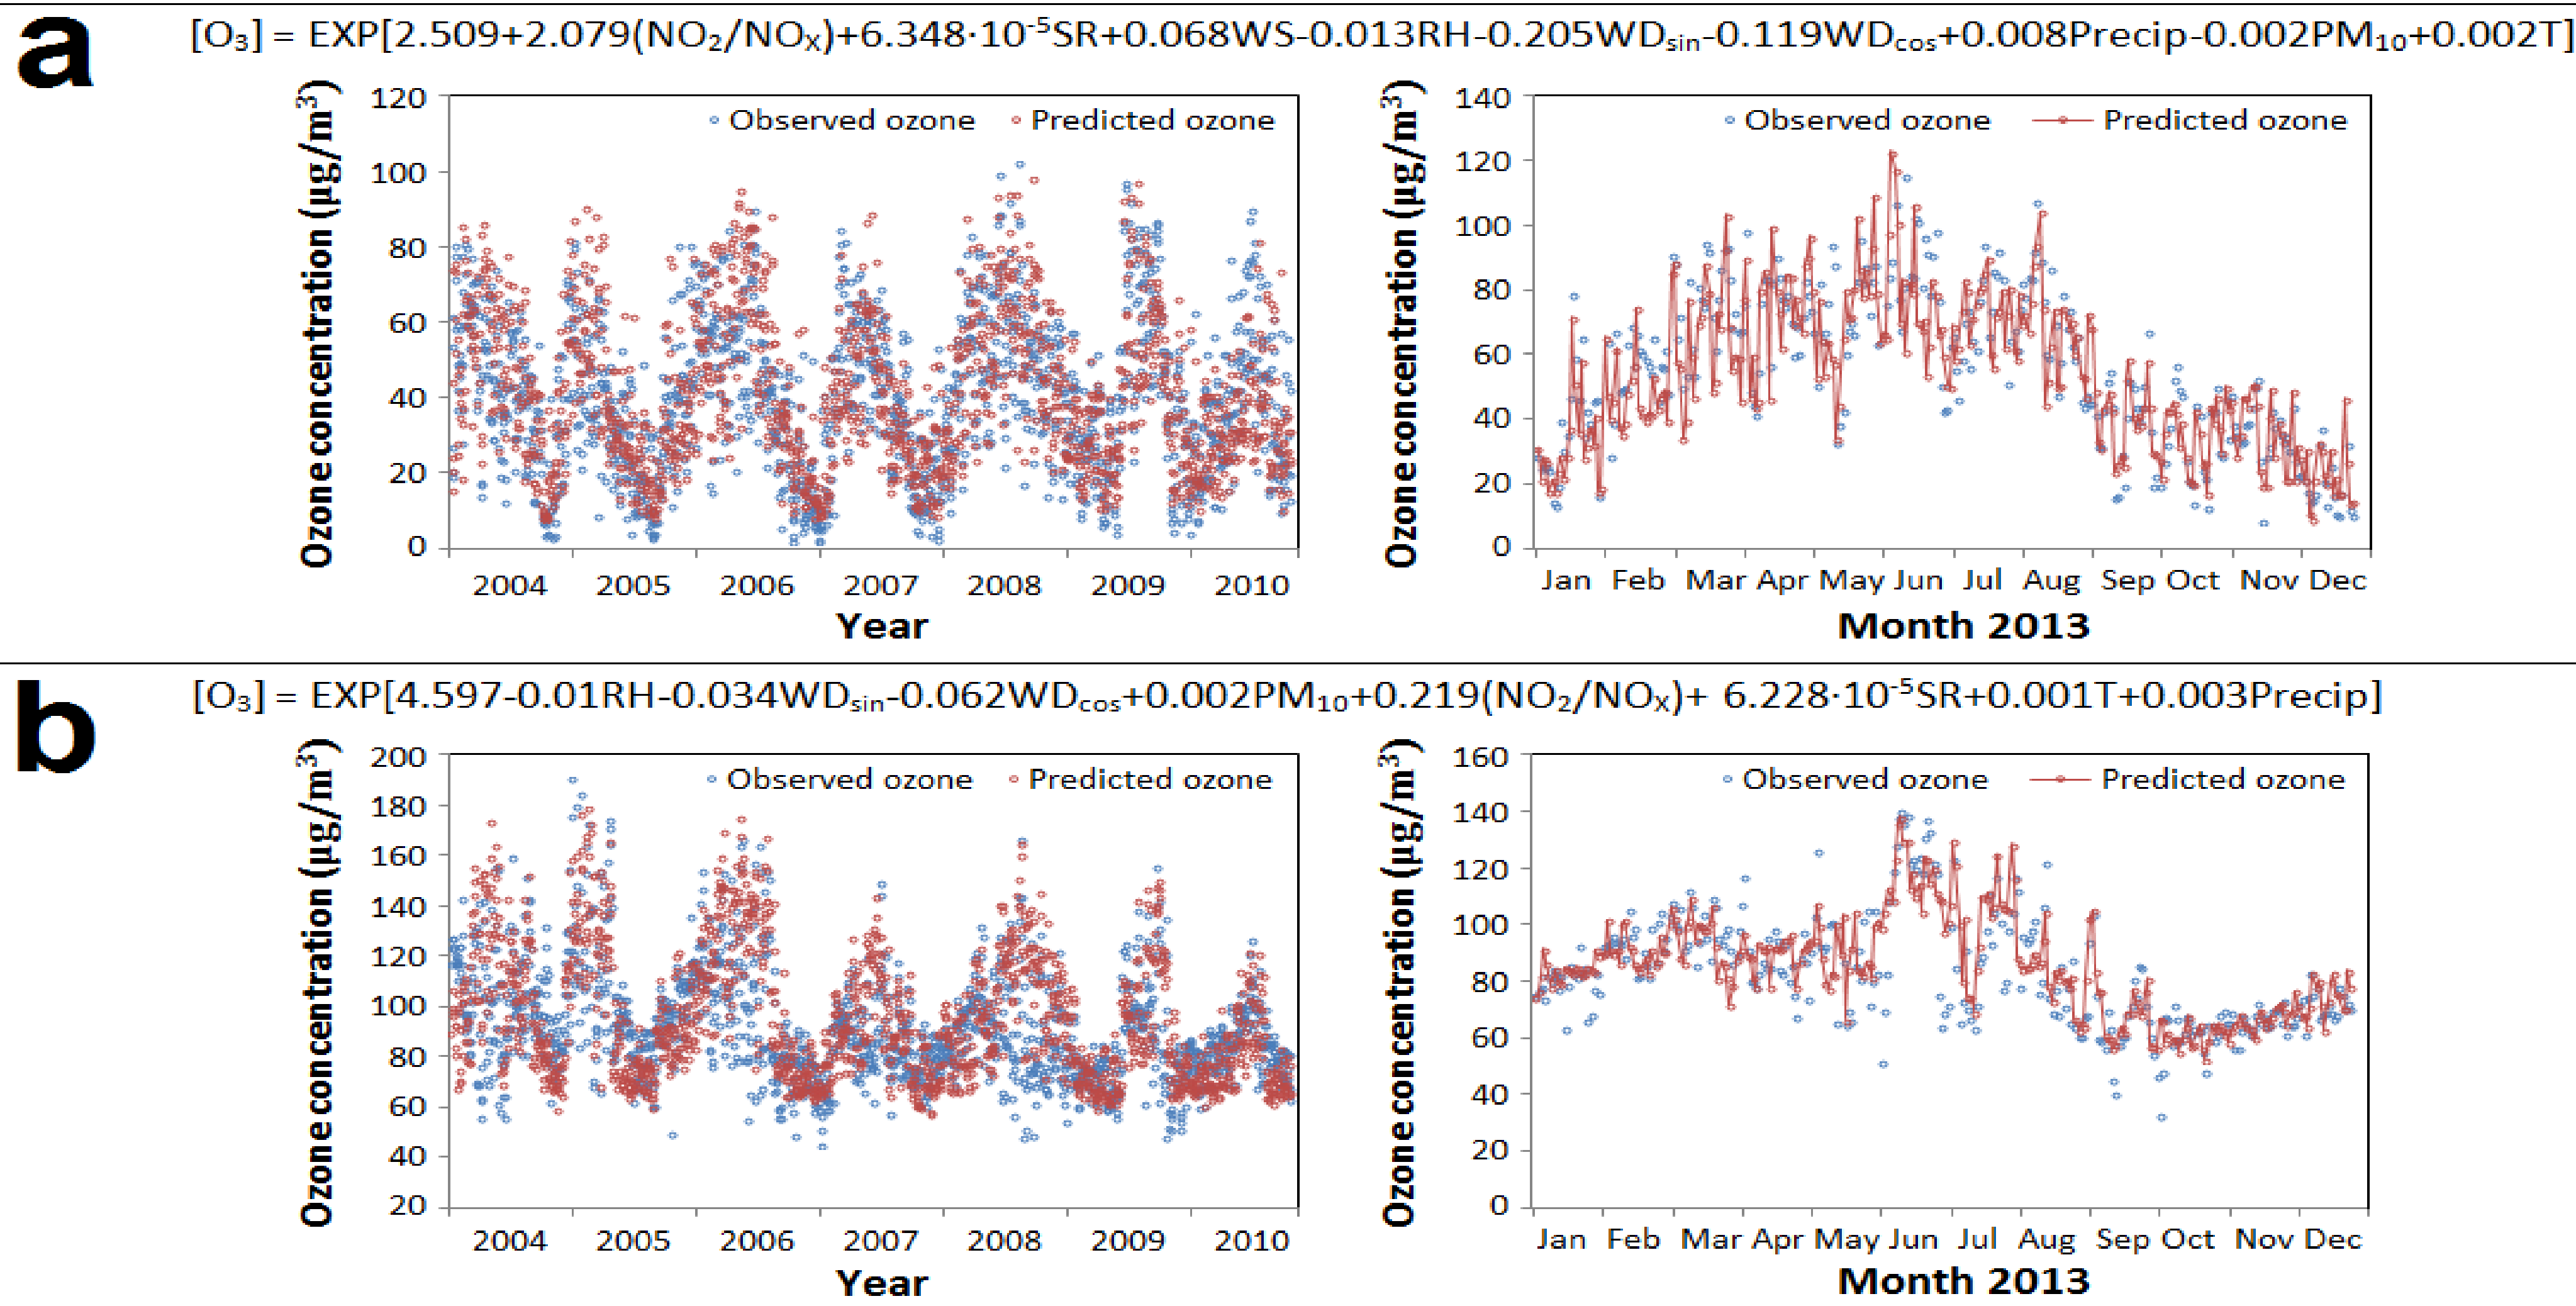 a
[O₃] = EXP[2.509+2.079(NO₂/NOₓ)+6.348·10⁻⁵SR+0.068WS-0.013RH-0.205WD_sin-0.119WD_cos+0.008Precip-0.002PM₁₀+0.002T]
Ozone concentration (µg/m³)
120
100
80
60
40
20
0
Observed ozone
Predicted ozone
2004 2005 2006 2007 2008 2009 2010
Year
Ozone concentration (µg/m³)
140
120
100
80
60
40
20
0
Observed ozone
Predicted ozone
Jan Feb Mar Apr May Jun Jul Aug Sep Oct Nov Dec
Month 2013
b
[O₃] = EXP[4.597-0.01RH-0.034WD_sin-0.062WD_cos+0.002PM₁₀+0.219(NO₂/NOₓ)+ 6.228·10⁻⁵SR+0.001T+0.003Precip]
Ozone concentration (µg/m³)
200
180
160
140
120
100
80
60
40
20
Observed ozone
Predicted ozone
2004 2005 2006 2007 2008 2009 2010
Year
Ozone concentration (µg/m³)
160
140
120
100
80
60
40
20
0
Observed ozone
Predicted ozone
Jan Feb Mar Apr May Jun Jul Aug Sep Oct Nov Dec
Month 2013